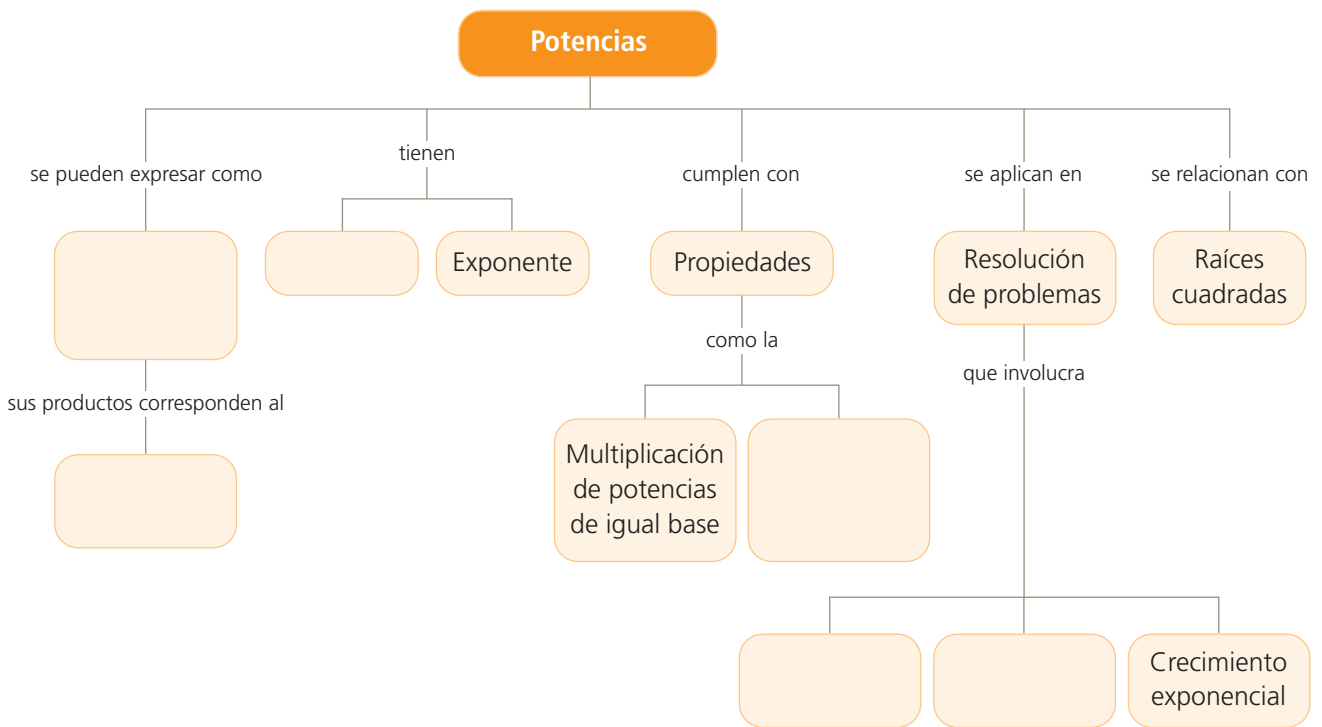 Potencias
se pueden expresar como
tienen
cumplen con
se aplican en
se relacionan con
Exponente
Propiedades
Resolución
de problemas
Raíces
cuadradas
sus productos corresponden al
como la
que involucra
Multiplicación
de potencias
de igual base
Crecimiento
exponencial